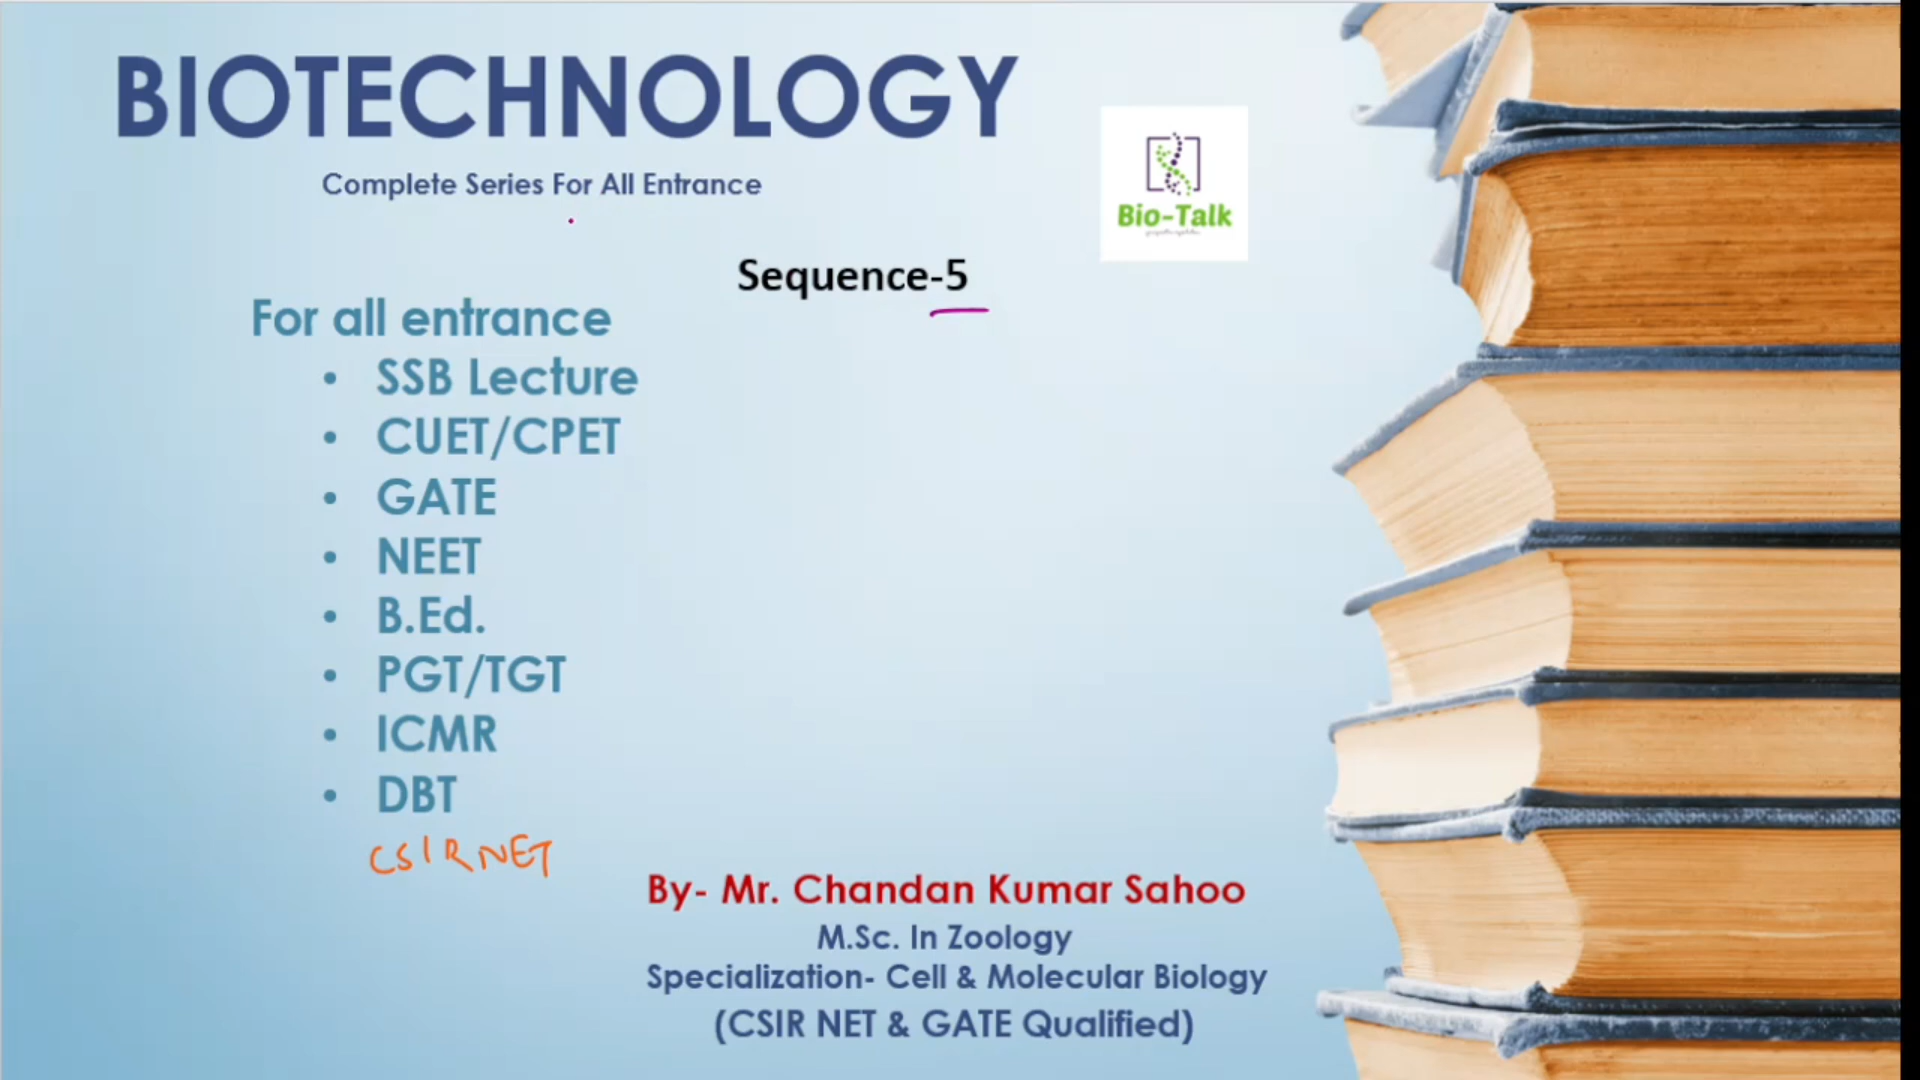 BIOTECHNOLOGY
Complete Series For All Entrance
Bio-Talk
Sequence-5
For all entrance
• SSB Lecture
• CUET/CPET
• GATE
• NEET
• B.Ed.
• PGT/TGT
• ICMR
• DBT
CSIR NET
By- Mr. Chandan Kumar Sahoo
M.Sc. In Zoology
Specialization- Cell & Molecular Biology
(CSIR NET & GATE Qualified)